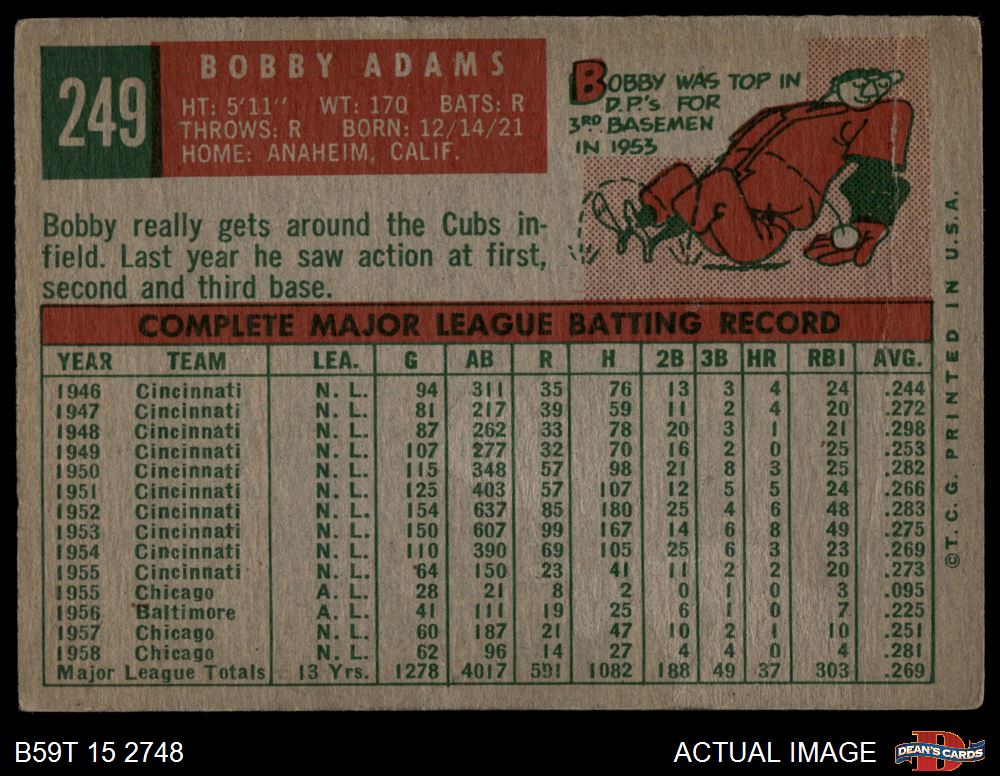 249
BOBBY ADAMS
HT: 5'11" WT: 170 BATS: R
THROWS: R BORN: 12/14/21
HOME: ANAHEIM, CALIF.
BOBBY WAS TOP IN
D.P.'s FOR
3RD BASEMEN
IN 1953
Bobby really gets around the Cubs in-
field. Last year he saw action at first,
second and third base.
COMPLETE MAJOR LEAGUE BATTING RECORD
YEAR TEAM LEA. G AB R H 2B 3B HR RBI AVG.
1946 Cincinnati N. L. 94 311 35 76 13 3 4 24 .244
1947 Cincinnati N. L. 81 217 39 59 11 2 4 20 .272
1948 Cincinnati N. L. 87 262 33 78 20 3 1 21 .298
1949 Cincinnati N. L. 107 277 32 70 16 2 0 25 .253
1950 Cincinnati N. L. 115 348 57 98 21 8 3 25 .282
1951 Cincinnati N. L. 125 403 57 107 12 5 5 24 .266
1952 Cincinnati N. L. 154 637 85 180 25 4 6 48 .283
1953 Cincinnati N. L. 150 607 99 167 14 6 8 49 .275
1954 Cincinnati N. L. 110 390 69 105 25 6 3 23 .269
1955 Cincinnati N. L. 64 150 23 41 11 2 2 20 .273
1955 Chicago A. L. 28 21 8 2 0 1 0 3 .095
1956 Baltimore A. L. 41 111 19 25 6 1 0 7 .225
1957 Chicago N. L. 60 187 21 47 10 2 1 10 .251
1958 Chicago N. L. 62 96 14 27 4 4 0 4 .281
Major League Totals 13 Yrs. 1278 4017 591 1082 188 49 37 303 .269
©T. C. G. PRINTED IN U.S.A.
B59T 15 2748
ACTUAL IMAGE
D
DEAN'S CARDS